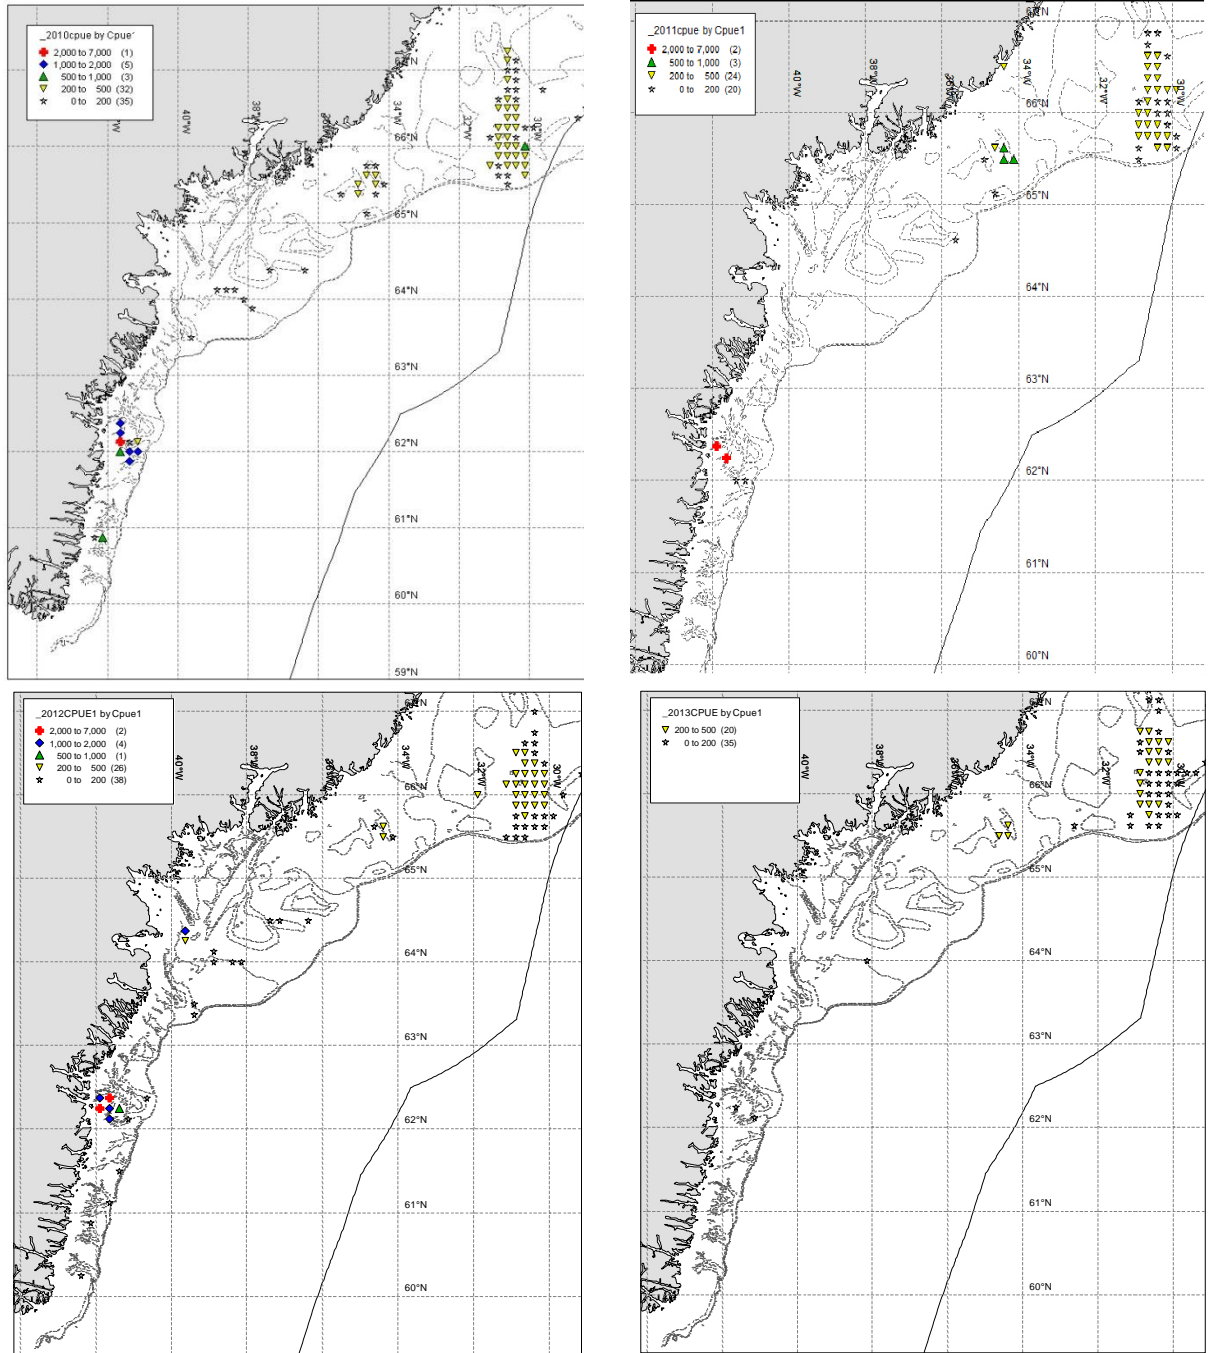 _2010cpue by Cpue1
2,000 to 7,000 (1)
1,000 to 2,000 (5)
500 to 1,000 (3)
200 to 500 (32)
0 to 200 (35)
40°W
34°W
32°W
30°W
66°N
65°N
64°N
63°N
62°N
61°N
60°N
59°N
_2011cpue by Cpue1
2,000 to 7,000 (2)
500 to 1,000 (3)
200 to 500 (24)
0 to 200 (20)
40°W
38°W
34°W
32°W
30°W
66°N
65°N
64°N
63°N
62°N
61°N
60°N
_2012CPUE1 by Cpue1
2,000 to 7,000 (2)
1,000 to 2,000 (4)
500 to 1,000 (1)
200 to 500 (26)
0 to 200 (38)
40°W
38°W
36°W
34°W
32°W
30°W
66°N
65°N
64°N
63°N
62°N
61°N
60°N
_2013CPUE by Cpue1
200 to 500 (20)
0 to 200 (35)
40°W
38°W
36°W
34°W
32°W
30°W
66°N
65°N
64°N
63°N
62°N
61°N
60°N